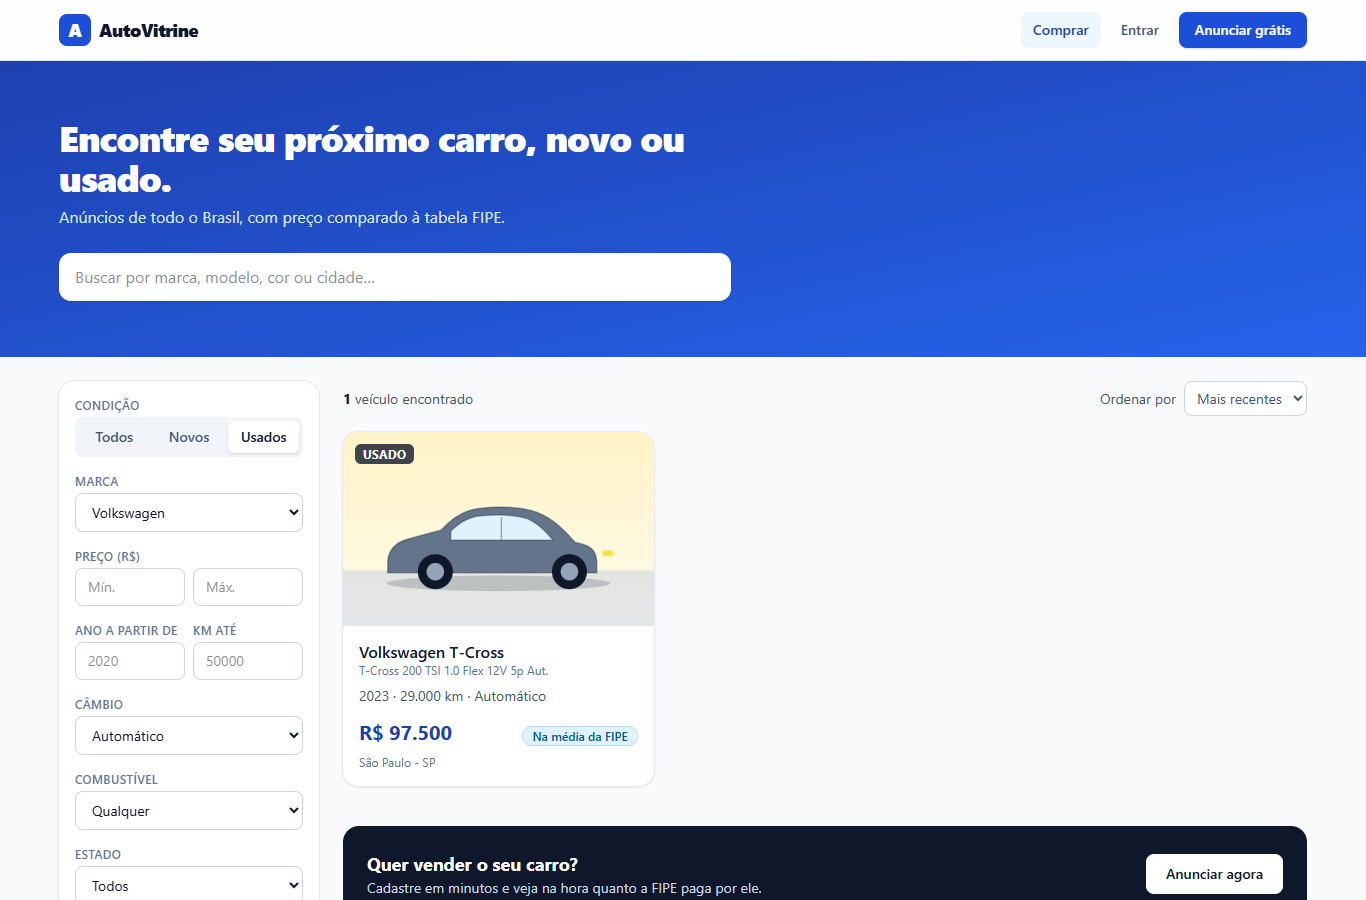 A AutoVitrine
Comprar
Entrar
Anunciar grátis
Encontre seu próximo carro, novo ou
usado.
Anúncios de todo o Brasil, com preço comparado à tabela FIPE.
Buscar por marca, modelo, cor ou cidade...
CONDIÇÃO
Todos
Novos
Usados
MARCA
Volkswagen
PREÇO (R$)
Mín.
Máx.
ANO A PARTIR DE
KM ATÉ
2020
50000
CÂMBIO
Automático
COMBUSTÍVEL
Qualquer
ESTADO
Todos
1 veículo encontrado
Ordenar por
Mais recentes
USADO
Volkswagen T-Cross
T-Cross 200 TSI 1.0 Flex 12V 5p Aut.
2023 · 29.000 km · Automático
R$ 97.500
Na média da FIPE
São Paulo - SP
Quer vender o seu carro?
Cadastre em minutos e veja na hora quanto a FIPE paga por ele.
Anunciar agora